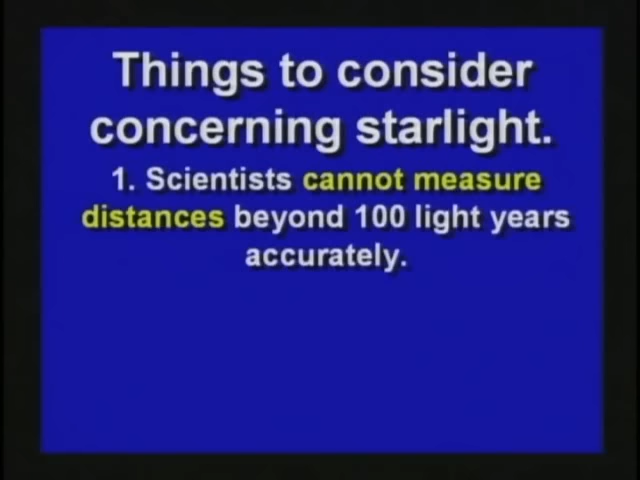 Things to consider
concerning starlight.
1. Scientists cannot measure
distances beyond 100 light years
accurately.